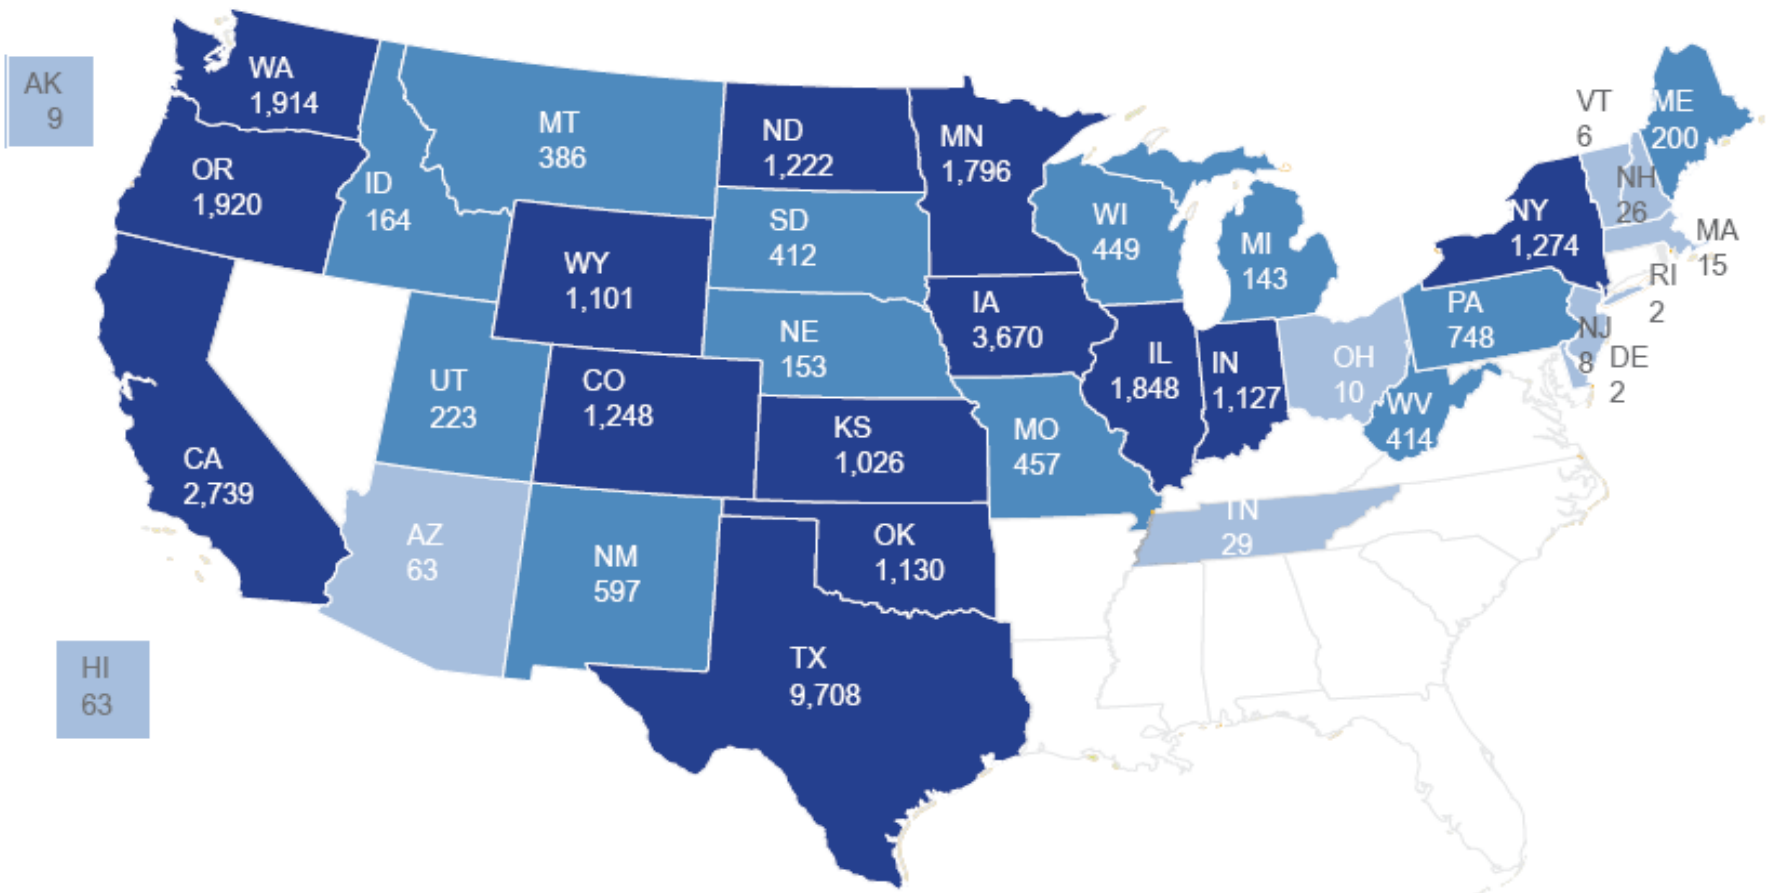 AK
9
WA
1,914
OR
1,920
CA
2,739
ID
164
MT
386
WY
1,101
UT
223
CO
1,248
AZ
63
NM
597
HI
63
ND
1,222
SD
412
NE
153
KS
1,026
OK
1,130
TX
9,708
MN
1,796
IA
3,670
MO
457
WI
449
IL
1,848
MI
143
IN
1,127
OH
10
TN
29
WV
414
PA
748
NY
1,274
VT
6
NH
26
ME
200
MA
15
RI
2
NJ
8
DE
2